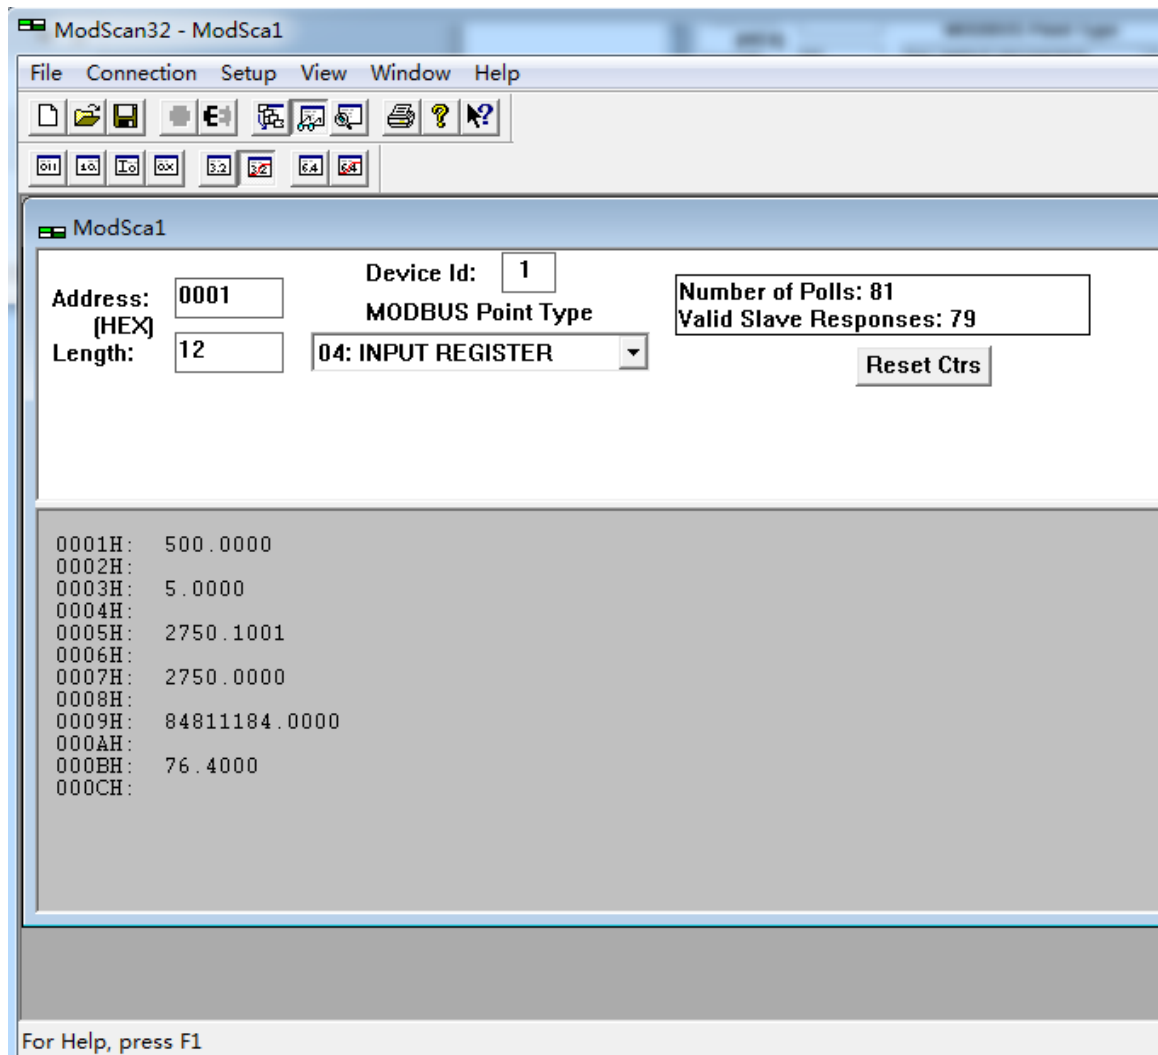 ModScan32 - ModSca1
File Connection Setup View Window Help
ModSca1
Device Id: 1
Address: 0001
(HEX)
MODBUS Point Type
Length: 12
04: INPUT REGISTER
Number of Polls: 81
Valid Slave Responses: 79
Reset Ctrs
0001H: 500.0000
0002H:
0003H: 5.0000
0004H:
0005H: 2750.1001
0006H:
0007H: 2750.0000
0008H:
0009H: 84811184.0000
000AH:
000BH: 76.4000
000CH:
For Help, press F1